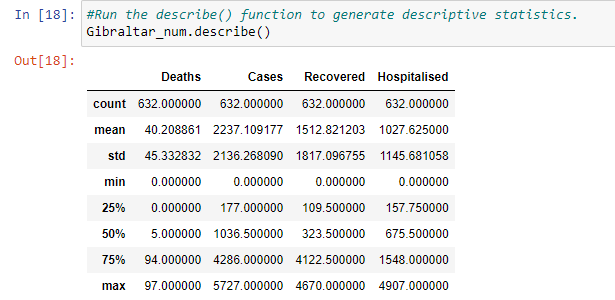 In [18]: #Run the describe() function to generate descriptive statistics.
Gibraltar_num.describe()
Out[18]:
Deaths Cases Recovered Hospitalised
count 632.000000 632.000000 632.000000 632.000000
mean 40.208861 2237.109177 1512.821203 1027.625000
std 45.332832 2136.268090 1817.096755 1145.681058
min 0.000000 0.000000 0.000000 0.000000
25% 0.000000 177.000000 109.500000 157.750000
50% 5.000000 1036.500000 323.500000 675.500000
75% 94.000000 4286.000000 4122.500000 1548.000000
max 97.000000 5727.000000 4670.000000 4907.000000